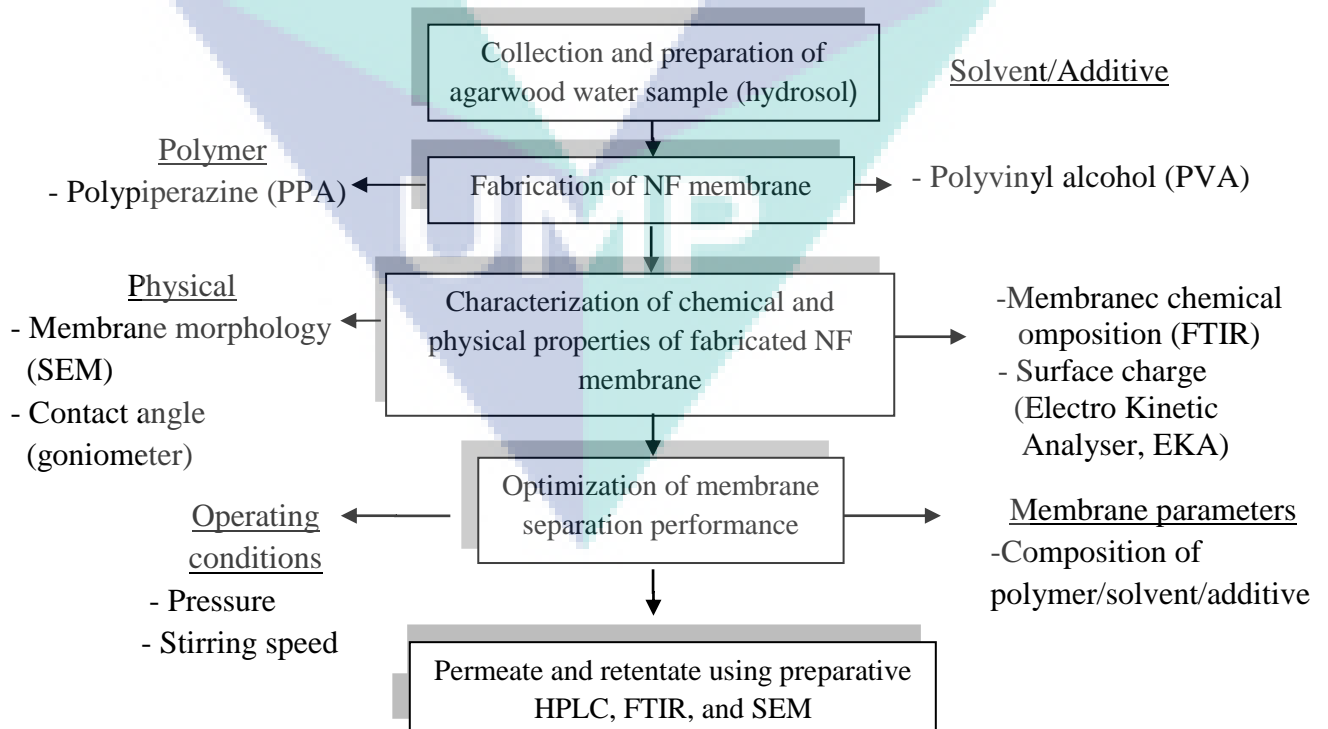 Collection and preparation of
agarwood water sample (hydrosol)
Solvent/Additive
Polymer
- Polypiperazine (PPA)
Fabrication of NF membrane
- Polyvinyl alcohol (PVA)
UMP
Physical
- Membrane morphology
(SEM)
- Contact angle
(goniometer)
Characterization of chemical and
physical properties of fabricated NF
membrane
-Membranec chemical
omposition (FTIR)
- Surface charge
(Electro Kinetic
Analyser, EKA)
Operating
conditions
- Pressure
- Stirring speed
Optimization of membrane
separation performance
Membrane parameters
-Composition of
polymer/solvent/additive
Permeate and retentate using preparative
HPLC, FTIR, and SEM